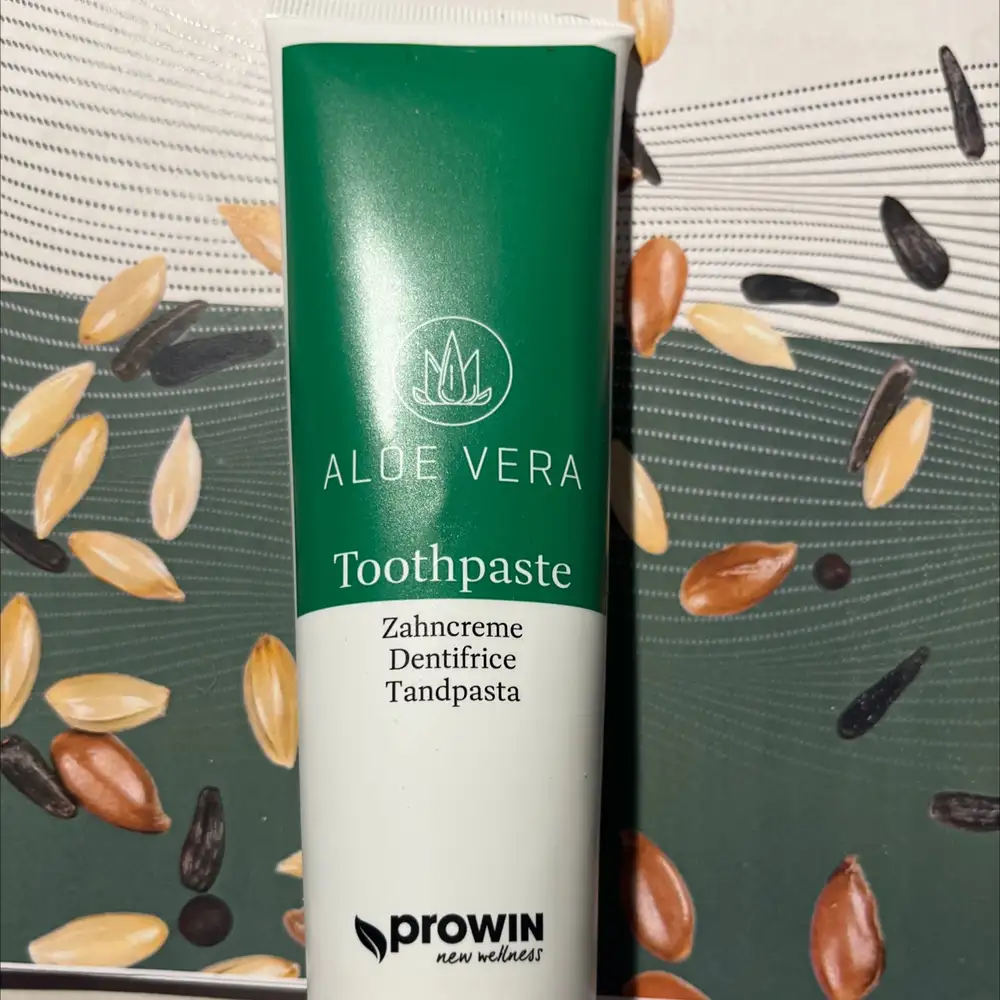 ALOE VERA
Toothpaste
Zahncreme
Dentifrice
Tandpasta
prowin
new wellness